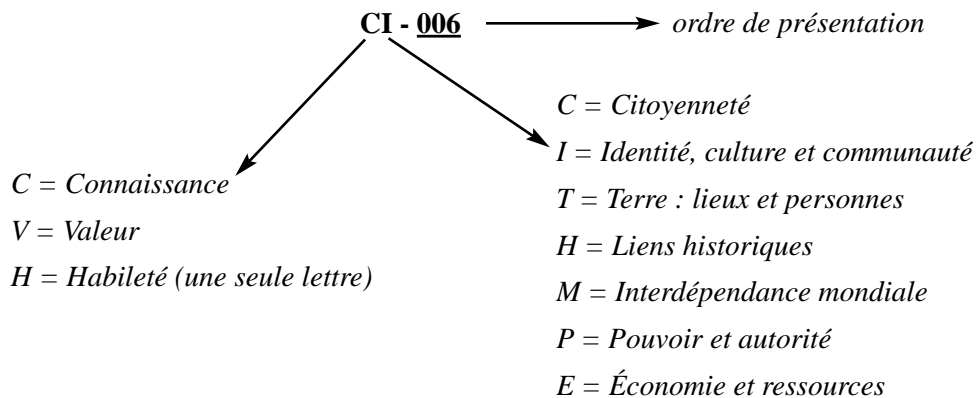 CI - 006
ordre de présentation
C = Connaissance
V = Valeur
H = Habileté (une seule lettre)
C = Citoyenneté
I = Identité, culture et communauté
T = Terre : lieux et personnes
H = Liens historiques
M = Interdépendance mondiale
P = Pouvoir et autorité
E = Économie et ressources